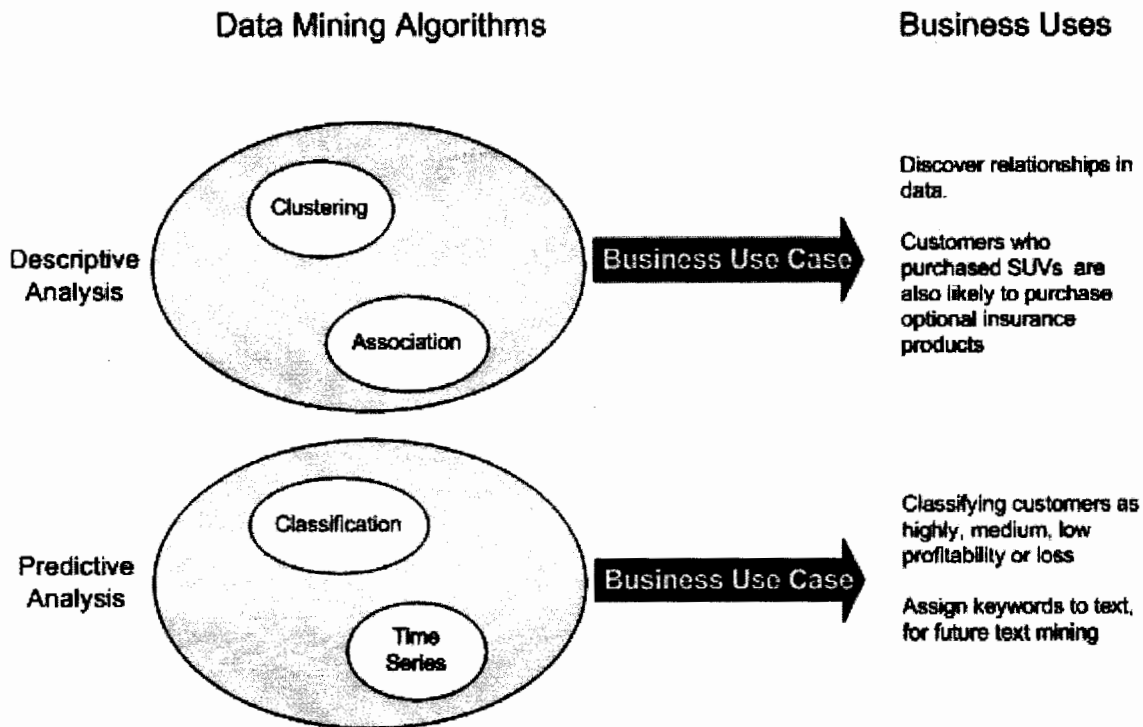 Data Mining Algorithms
Business Uses
Descriptive
Analysis
Clustering
Association
Business Use Case
Discover relationships in
data.
Customers who
purchased SUVs are
also likely to purchase
optional insurance
products
Predictive
Analysis
Classification
Time
Series
Business Use Case
Classifying customers as
highly, medium, low
profitability or loss
Assign keywords to text,
for future text mining